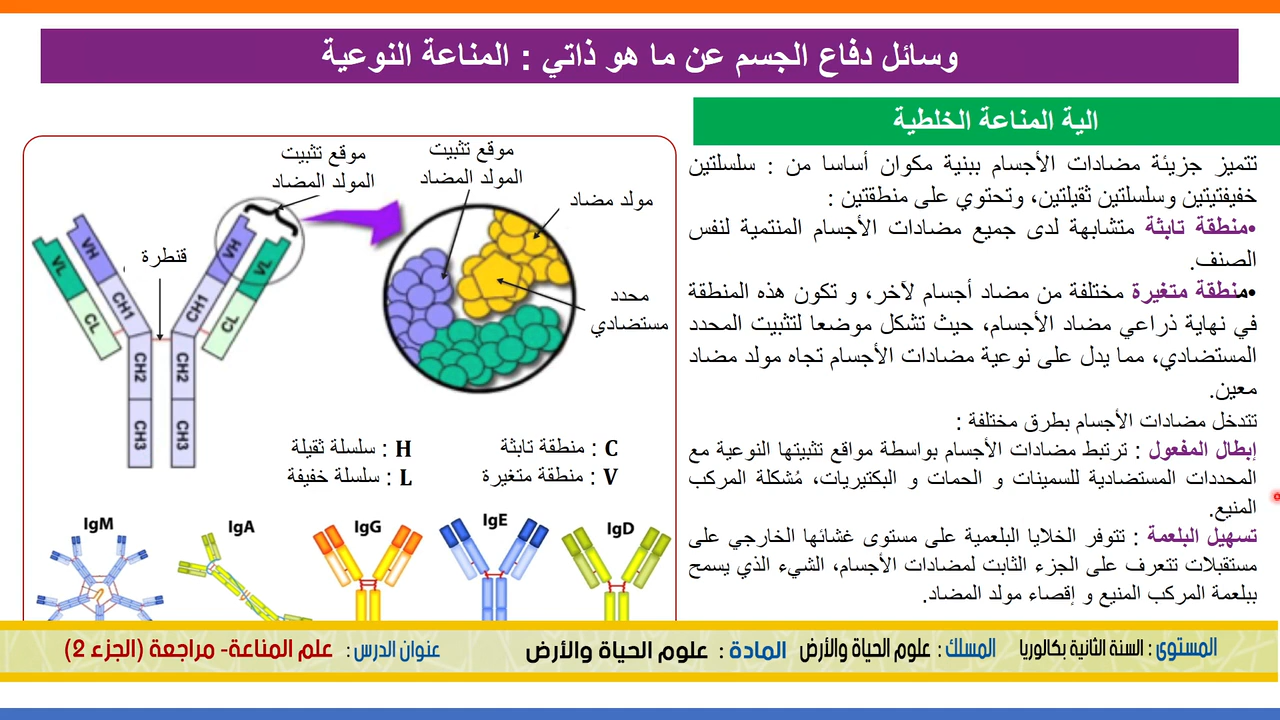 وسائل دفاع الجسم عن ما هو ذاتي : المناعة النوعية
الية المناعة الخلطية
تتميز جزيئة مضادات الأجسام ببنية مكوان أساسا من : سلسلتين
خفيفتيتين وسلسلتين ثقيلتين، وتحتوي على منطقتين :
•منطقة تابثة متشابهة لدى جميع مضادات الأجسام المنتمية لنفس
الصنف.
•منطقة متغيرة مختلفة من مضاد أجسام لآخر، و تكون هذه المنطقة
في نهاية ذراعي مضاد الأجسام، حيث تشكل موضعا لتثبيت المحدد
المستضادي، مما يدل على نوعية مضادات الأجسام تجاه مولد مضاد
معين.
تتدخل مضادات الأجسام بطرق مختلفة :
إبطال المفعول : ترتبط مضادات الأجسام بواسطة مواقع تثبيتها النوعية مع
المحددات المستضادية للسمينات و الحمات و البكتيريات، مُشكلة المركب
المنيع.
تسهيل البلعمة : تتوفر الخلايا البلعمية على مستوى غشائها الخارجي على
مستقبلات تتعرف على الجزء الثابت لمضادات الأجسام، الشيء الذي يسمح
ببلعمة المركب المنيع و إقصاء مولد المضاد.
موقع تثبيت
المولد المضاد
موقع تثبيت
المولد المضاد
مولد مضاد
محدد
مستضادي
قنطرة
VL
VH
VH
VL
CL
CH1
CH1
CL
CH2
CH2
CH3
CH3
C : منطقة تابثة
H : سلسلة ثقيلة
V : منطقة متغيرة
L : سلسلة خفيفة
IgM
IgA
IgG
IgE
IgD
المستوى : السنة الثانية بكالوريا
المسلك : علوم الحياة والأرض
المادة : علوم الحياة والأرض
عنوان الدرس : علم المناعة- مراجعة (الجزء 2)